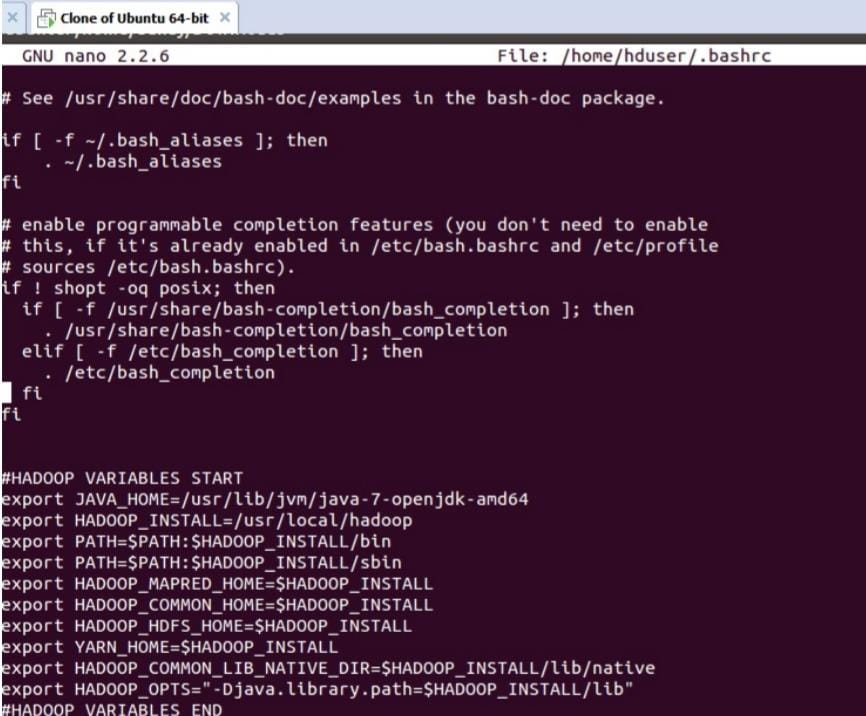 Clone of Ubuntu 64-bit
GNU nano 2.2.6 File: /home/hduser/.bashrc
# See /usr/share/doc/bash-doc/examples in the bash-doc package.
if [ -f ~/.bash_aliases ]; then
. ~/.bash_aliases
fi
# enable programmable completion features (you don't need to enable
# this, if it's already enabled in /etc/bash.bashrc and /etc/profile
# sources /etc/bash.bashrc).
if ! shopt -oq posix; then
if [ -f /usr/share/bash-completion/bash_completion ]; then
. /usr/share/bash-completion/bash_completion
elif [ -f /etc/bash_completion ]; then
. /etc/bash_completion
fi
fi
#HADOOP VARIABLES START
export JAVA_HOME=/usr/lib/jvm/java-7-openjdk-amd64
export HADOOP_INSTALL=/usr/local/hadoop
export PATH=$PATH:$HADOOP_INSTALL/bin
export PATH=$PATH:$HADOOP_INSTALL/sbin
export HADOOP_MAPRED_HOME=$HADOOP_INSTALL
export HADOOP_COMMON_HOME=$HADOOP_INSTALL
export HADOOP_HDFS_HOME=$HADOOP_INSTALL
export YARN_HOME=$HADOOP_INSTALL
export HADOOP_COMMON_LIB_NATIVE_DIR=$HADOOP_INSTALL/lib/native
export HADOOP_OPTS="-Djava.library.path=$HADOOP_INSTALL/lib"
#HADOOP VARIABLES END